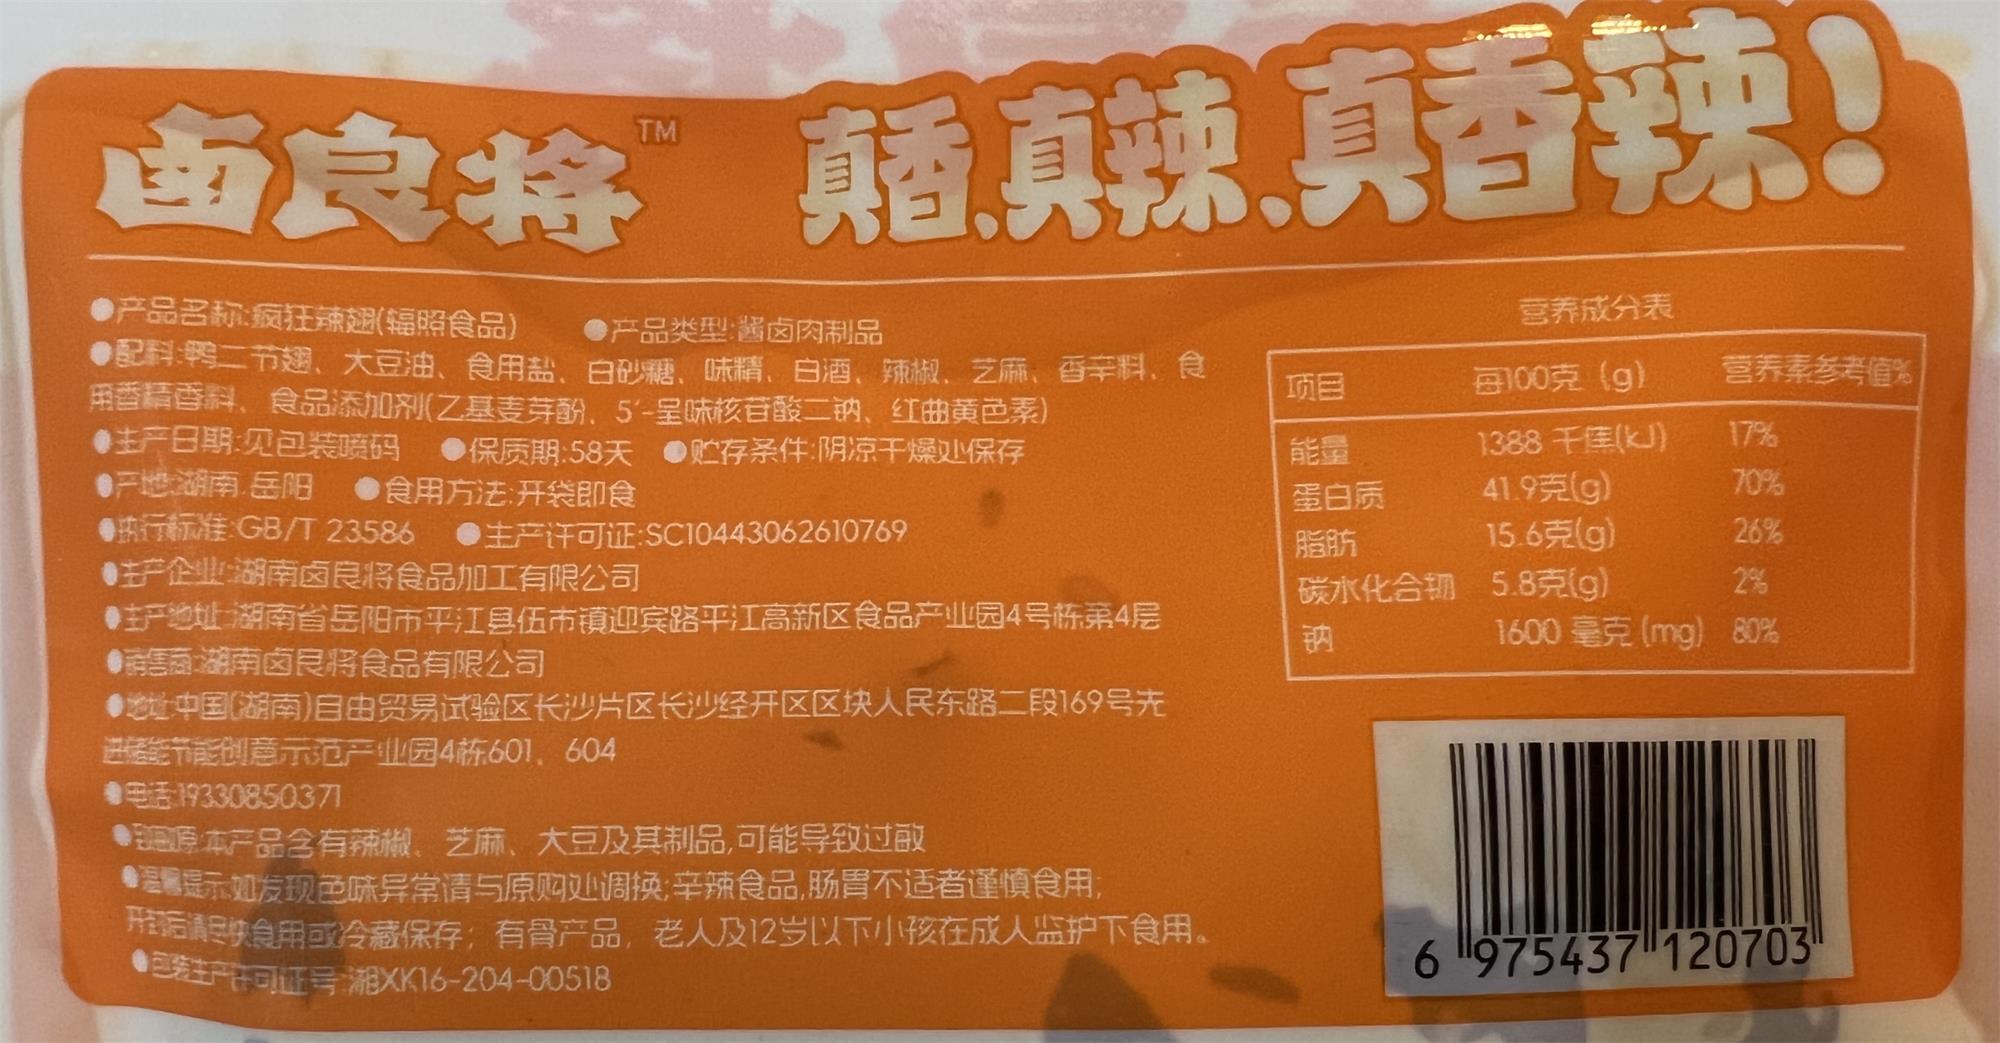 卤良将™ 真香、真辣、真香辣!
●产品名称:疯狂辣翅(辐照食品) ●产品类型:酱卤肉制品
●配料:鸭二节翅、大豆油、食用盐、白砂糖、味精、白酒、辣椒、芝麻、香辛料、食
用香精香料、食品添加剂(乙基麦芽酚、5´-呈味核苷酸二钠、红曲黄色素)
●生产日期:见包装喷码 ●保质期:58天 ●贮存条件:阴凉干燥处保存
●产地:湖南.岳阳 ●食用方法:开袋即食
●执行标准:GB/T 23586 ●生产许可证:SC10443062610769
●生产企业:湖南卤良将食品加工有限公司
●生产地址:湖南省岳阳市平江县伍市镇迎宾路平江高新区食品产业园4号栋第4层
●销售商:湖南卤良将食品有限公司
●地址:中国(湖南)自由贸易试验区长沙片区长沙经开区区块人民东路二段169号先
进储能节能创意示范产业园4栋601、604
●电话:19330850371
●致敏原:本产品含有辣椒、芝麻、大豆及其制品,可能导致过敏
●温馨提示:如发现色味异常请与原购处调换;辛辣食品,肠胃不适者谨慎食用;
开封后请尽快食用或冷藏保存；有骨产品，老人及12岁以下小孩在成人监护下食用。
●包装生产许可证号:湘XK16-204-00518
营养成分表
项目 每100克 (g) 营养素参考值%
能量 1388 千焦(kJ) 17%
蛋白质 41.9克(g) 70%
脂肪 15.6克(g) 26%
碳水化合物 5.8克(g) 2%
钠 1600 毫克 (mg) 80%
6 975437 120703